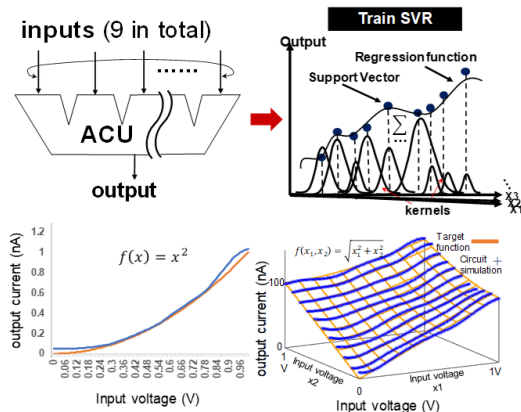 Train SVR
inputs (9 in total)
......
ACU
output
Output
Regression function
Support Vector
Σ
...
kernels
X3
X2
X1
output current (nA)
1.2
1
0.8
0.6
0.4
0.2
0
f(x) = x²
0
0.06
0.12
0.18
0.24
0.3
0.36
0.42
0.48
0.54
0.6
0.66
0.72
0.78
0.84
0.9
0.96
Input voltage (V)
f(x₁, x₂) = √x₁² + x₂²
Target
function
Circuit +
simulation
output current (nA)
100
0
1
V
Input voltage
x2
0
Input voltage
x1
1V
Input voltage (V)